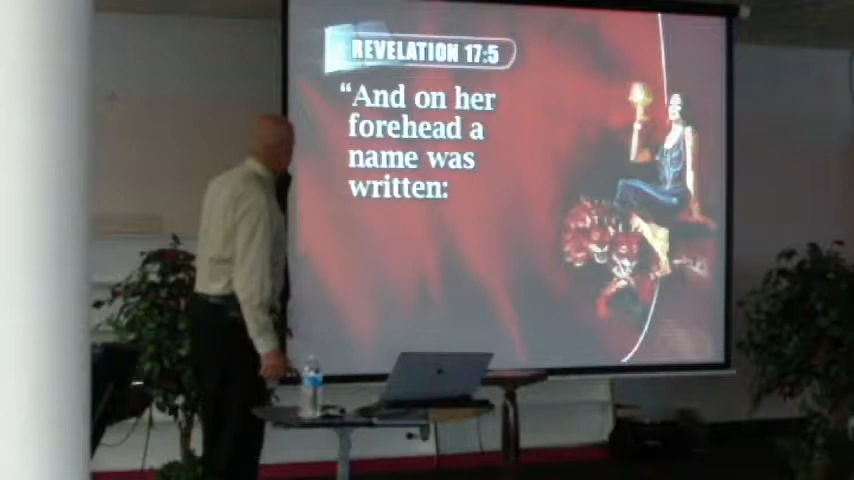 REVELATION 17:5
“And on her
forehead a
name was
written: